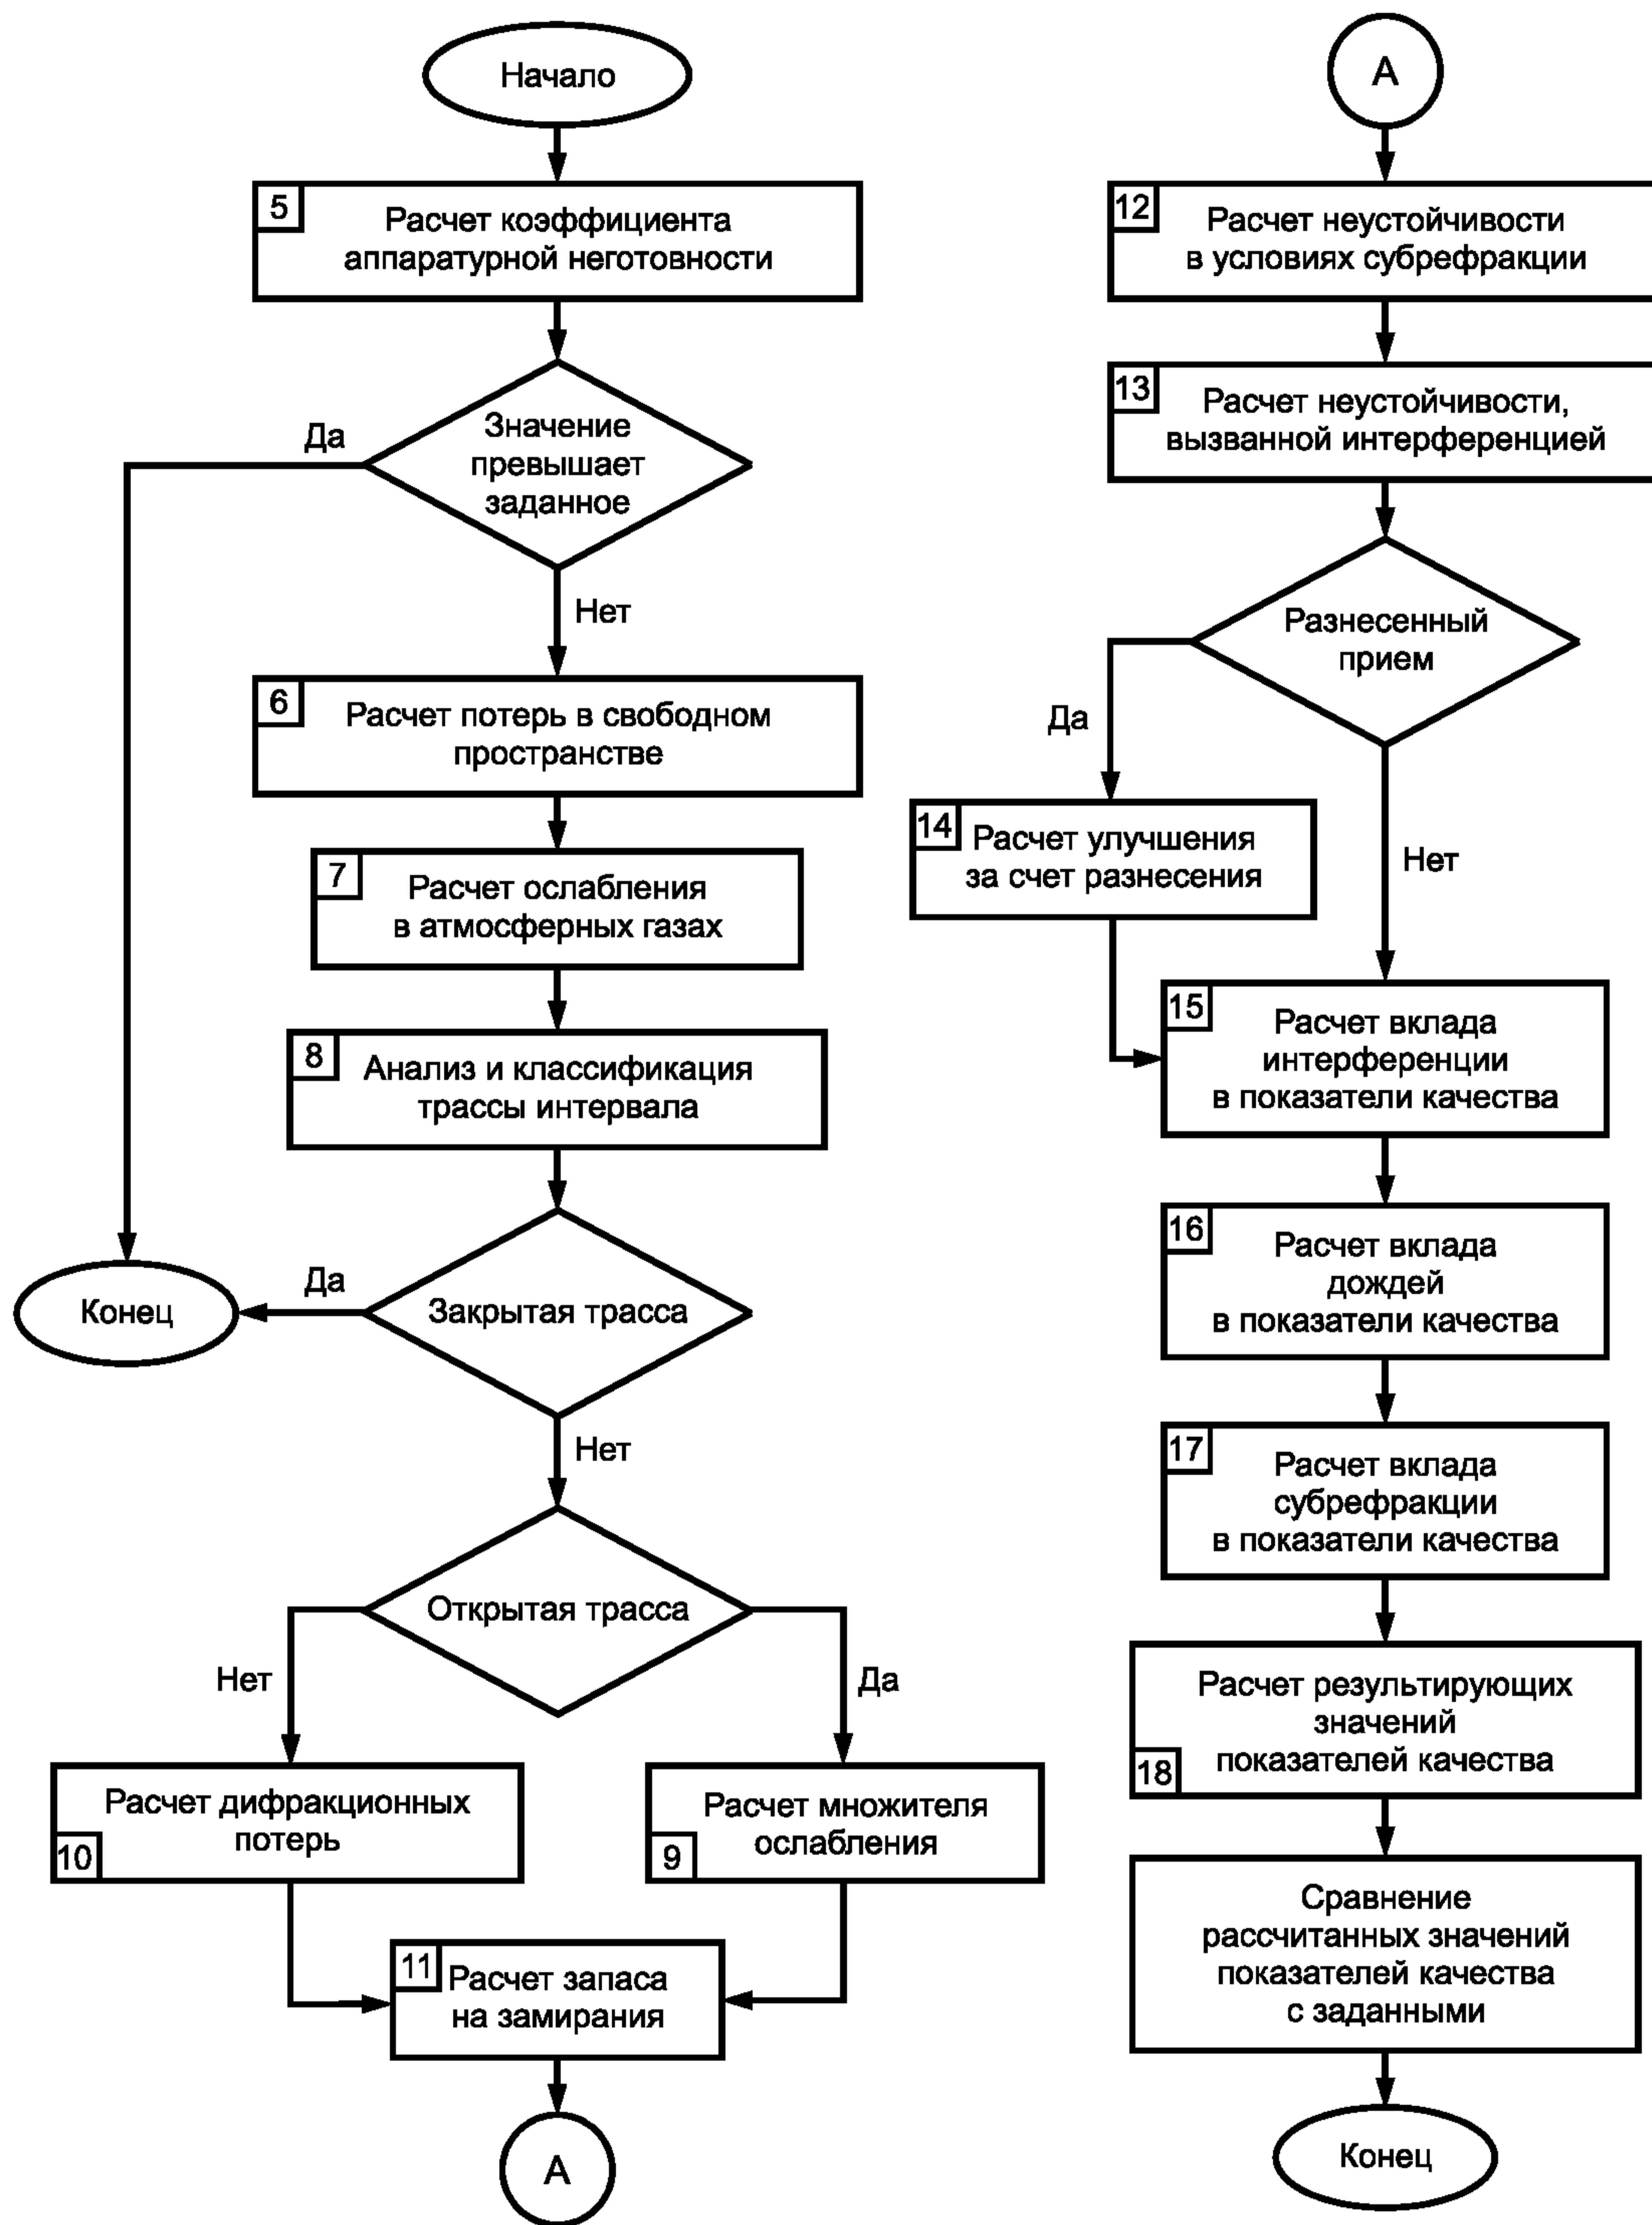 Начало
5
Расчет коэффициента
аппаратурной неготовности
Значение
превышает
заданное
Да
Нет
6
Расчет потерь в свободном
пространстве
7
Расчет ослабления
в атмосферных газах
8
Анализ и классификация
трассы интервала
Закрытая трасса
Да
Конец
Нет
Открытая трасса
Нет
Да
Расчет дифракционных
потерь
10
Расчет множителя
ослабления
9
11
Расчет запаса
на замирания
А
А
12
Расчет неустойчивости
в условиях субрефракции
13
Расчет неустойчивости,
вызванной интерференцией
Разнесенный
прием
Да
Нет
14
Расчет улучшения
за счет разнесения
15
Расчет вклада
интерференции
в показатели качества
16
Расчет вклада
дождей
в показатели качества
17
Расчет вклада
субрефракции
в показатели качества
Расчет результирующих
значений
показателей качества
18
Сравнение
рассчитанных значений
показателей качества
с заданными
Конец